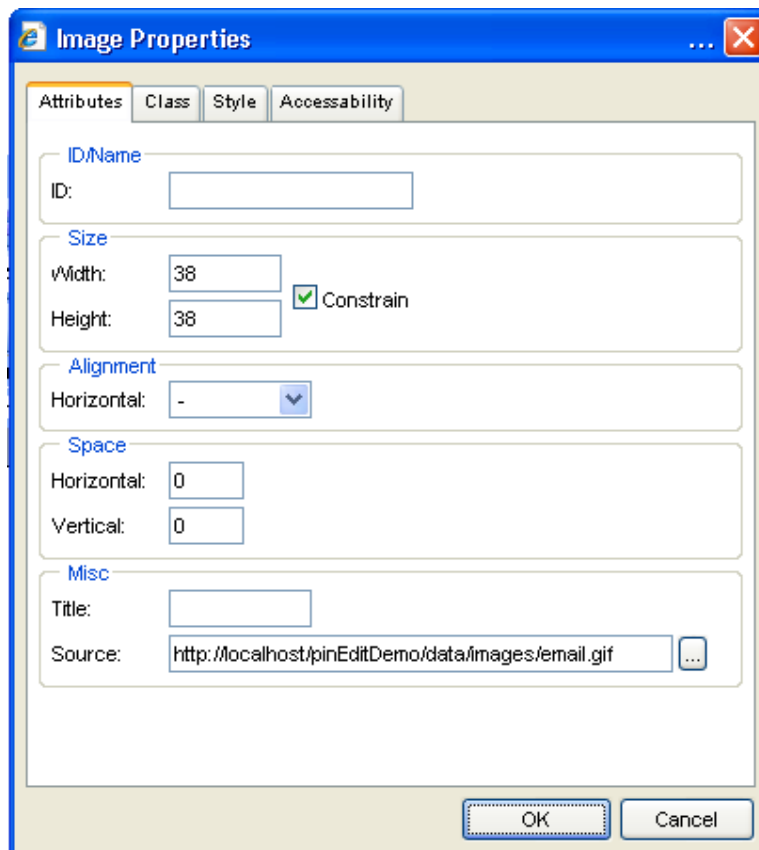 Image Properties ...
Attributes Class Style Accessability
ID/Name
ID:
Size
Width: 38
Constrain
Height: 38
Alignment
Horizontal: -
Space
Horizontal: 0
Vertical: 0
Misc
Title:
Source: http://localhost/pinEditDemo/data/images/email.gif ...
OK Cancel